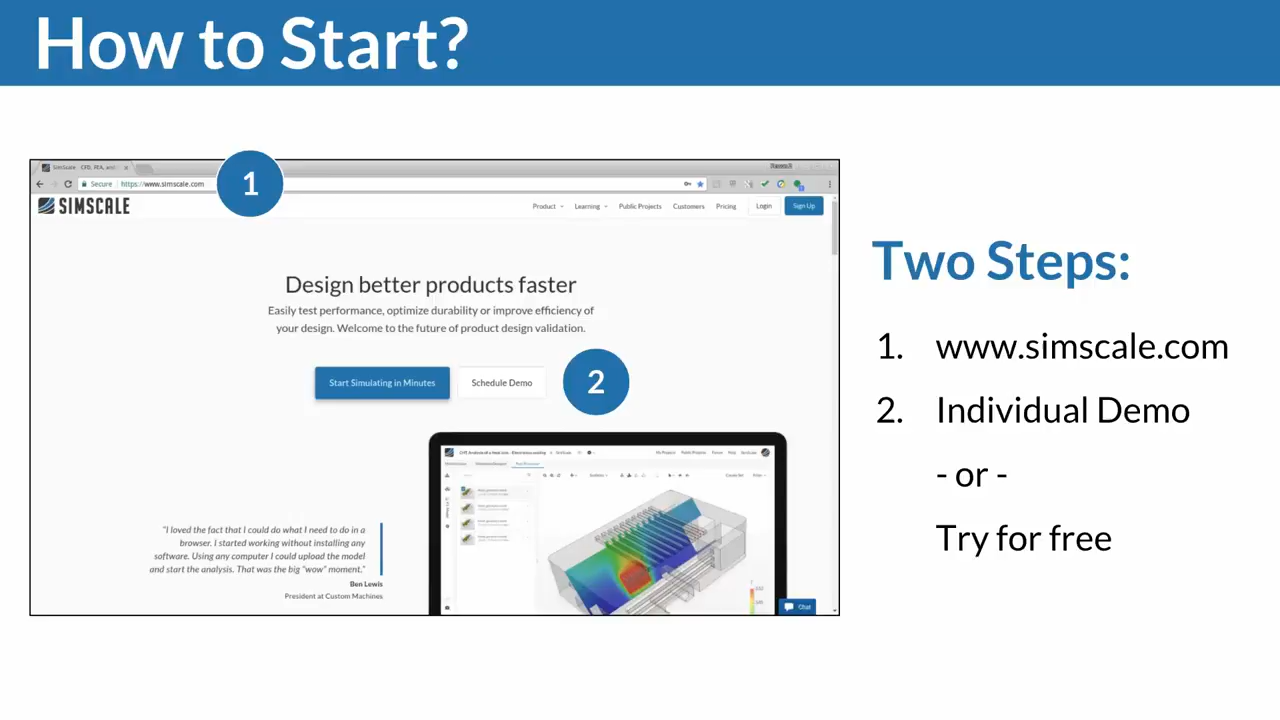 How to Start?
SimScale CFD, FEA, and
Secure https://www.simscale.com
1
SIMSCALE
Product Learning Public Projects Customers Pricing Login Sign Up
Design better products faster
Easily test performance, optimize durability or improve efficiency of
your design. Welcome to the future of product design validation.
Start Simulating in Minutes Schedule Demo
2
"I loved the fact that I could do what I need to do in a
browser. I started working without installing any
software. Using any computer I could upload the model
and start the analysis. That was the big "wow" moment."
Ben Lewis
President at Custom Machines
Chat
Two Steps:
1. www.simscale.com
2. Individual Demo
- or -
Try for free